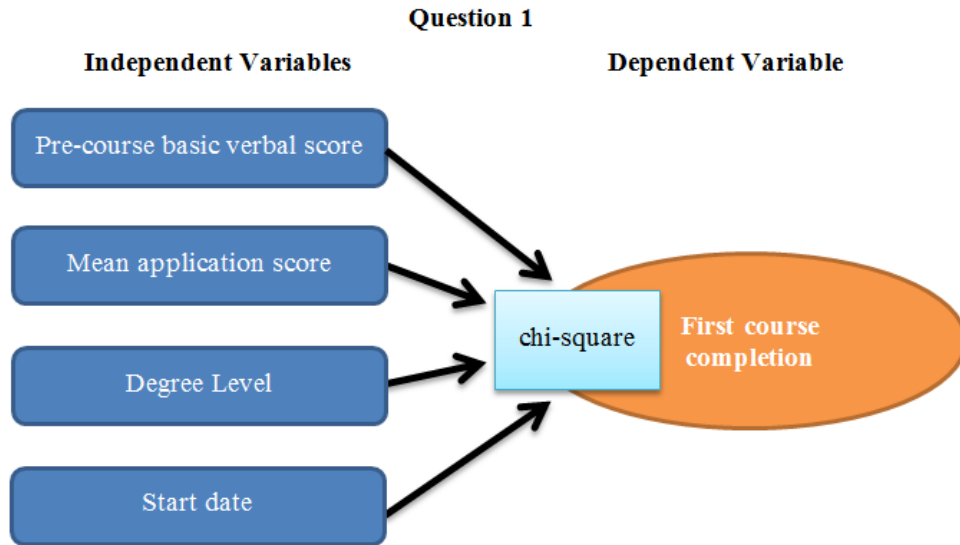 Question 1
Independent Variables
Dependent Variable
Pre-course basic verbal score
Mean application score
Degree Level
Start date
chi-square
First course
completion